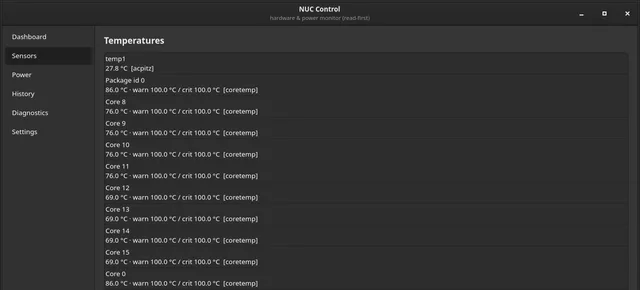 NUC Control
hardware & power monitor (read-first)
Dashboard
Sensors
Power
History
Diagnostics
Settings
Temperatures
temp1
27.8 °C [acpitz]
Package id 0
86.0 °C · warn 100.0 °C / crit 100.0 °C [coretemp]
Core 8
76.0 °C · warn 100.0 °C / crit 100.0 °C [coretemp]
Core 9
76.0 °C · warn 100.0 °C / crit 100.0 °C [coretemp]
Core 10
76.0 °C · warn 100.0 °C / crit 100.0 °C [coretemp]
Core 11
76.0 °C · warn 100.0 °C / crit 100.0 °C [coretemp]
Core 12
69.0 °C · warn 100.0 °C / crit 100.0 °C [coretemp]
Core 13
69.0 °C · warn 100.0 °C / crit 100.0 °C [coretemp]
Core 14
69.0 °C · warn 100.0 °C / crit 100.0 °C [coretemp]
Core 15
69.0 °C · warn 100.0 °C / crit 100.0 °C [coretemp]
Core 0
86.0 °C · warn 100.0 °C / crit 100.0 °C [coretemp]